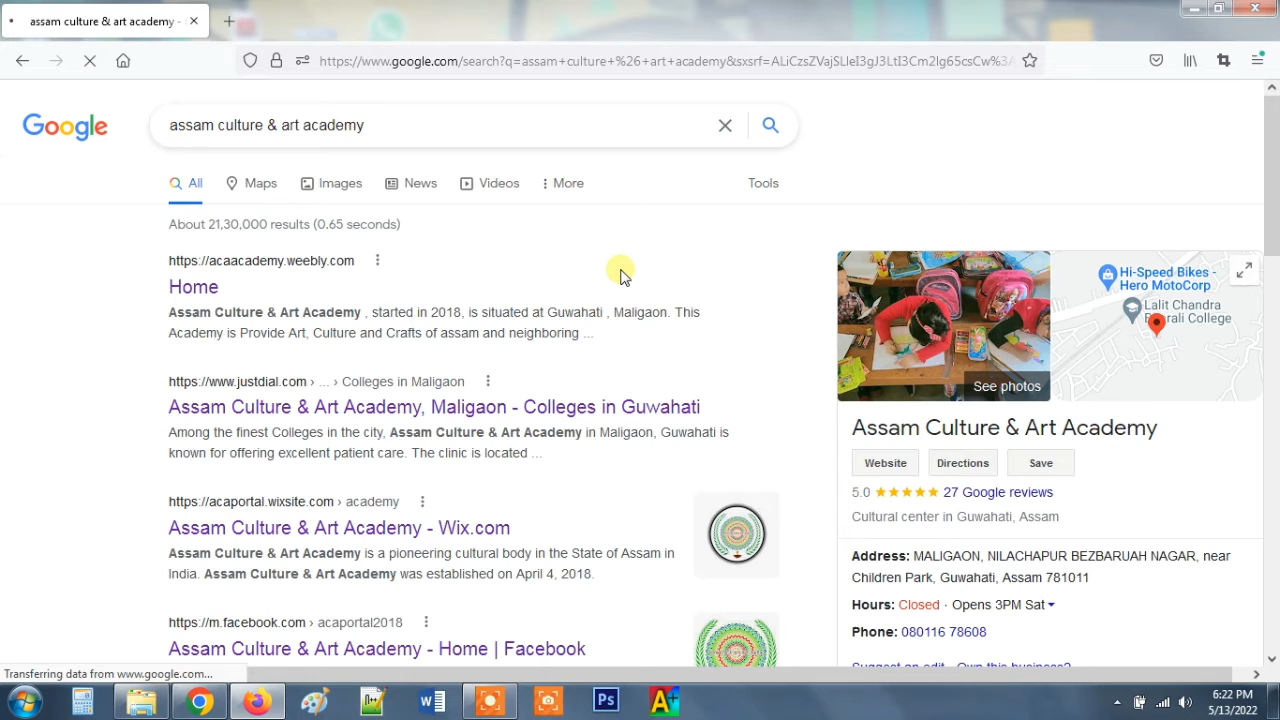 assam culture & art academy -
https://www.google.com/search?q=assam+culture+%26+art+academy&sxsrf=ALiCzsZVajSLleI3gJ3LtI3Cm2lg65csCw%3A
Google
assam culture & art academy
All
Maps
Images
News
Videos
More
Tools
About 21,30,000 results (0.65 seconds)
https://acaacademy.weebly.com
Home
Assam Culture & Art Academy , started in 2018, is situated at Guwahati , Maligaon. This
Academy is Provide Art, Culture and Crafts of assam and neighboring ...
https://www.justdial.com › ... › Colleges in Maligaon
Assam Culture & Art Academy, Maligaon - Colleges in Guwahati
Among the finest Colleges in the city, Assam Culture & Art Academy in Maligaon, Guwahati is
known for offering excellent patient care. The clinic is located ...
https://acaportal.wixsite.com › academy
Assam Culture & Art Academy - Wix.com
Assam Culture & Art Academy is a pioneering cultural body in the State of Assam in
India. Assam Culture & Art Academy was established on April 4, 2018.
https://m.facebook.com › acaportal2018
Assam Culture & Art Academy - Home | Facebook
See photos
Hi-Speed Bikes -
Hero MotoCorp
Lalit Chandra
College
Assam Culture & Art Academy
Website
Directions
Save
5.0 27 Google reviews
Cultural center in Guwahati, Assam
Address: MALIGAON, NILACHAPUR BEZBARUAH NAGAR, near
Children Park, Guwahati, Assam 781011
Hours: Closed · Opens 3PM Sat
Phone: 080116 78608
Suggest an edit · Own this business?
Transferring data from www.google.com...
Ps
A+
6:22 PM
5/13/2022